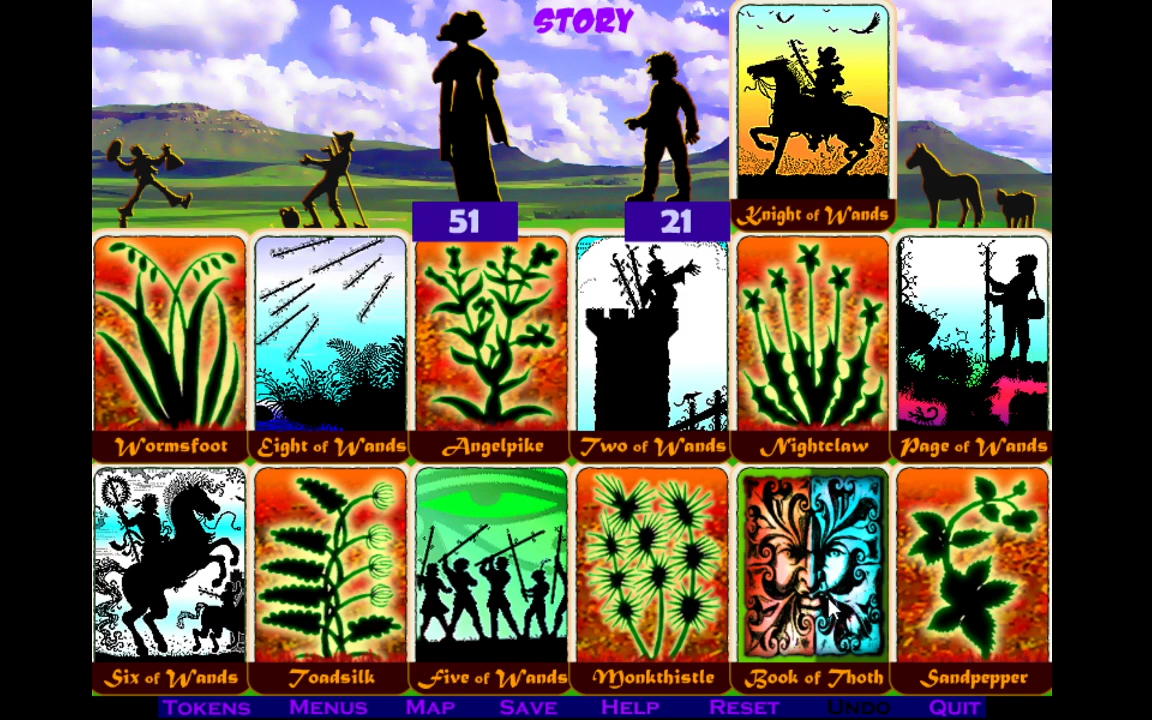 STORY
Knight of Wands
51
21
Wormsfoot
Eight of Wands
Angelpike
Two of Wands
Nightclaw
Page of Wands
Six of Wands
Toadsilk
Five of Wands
Monkthistle
Book of Thoth
Sandpepper
Tokens Menus Map Save Help Reset Undo Quit